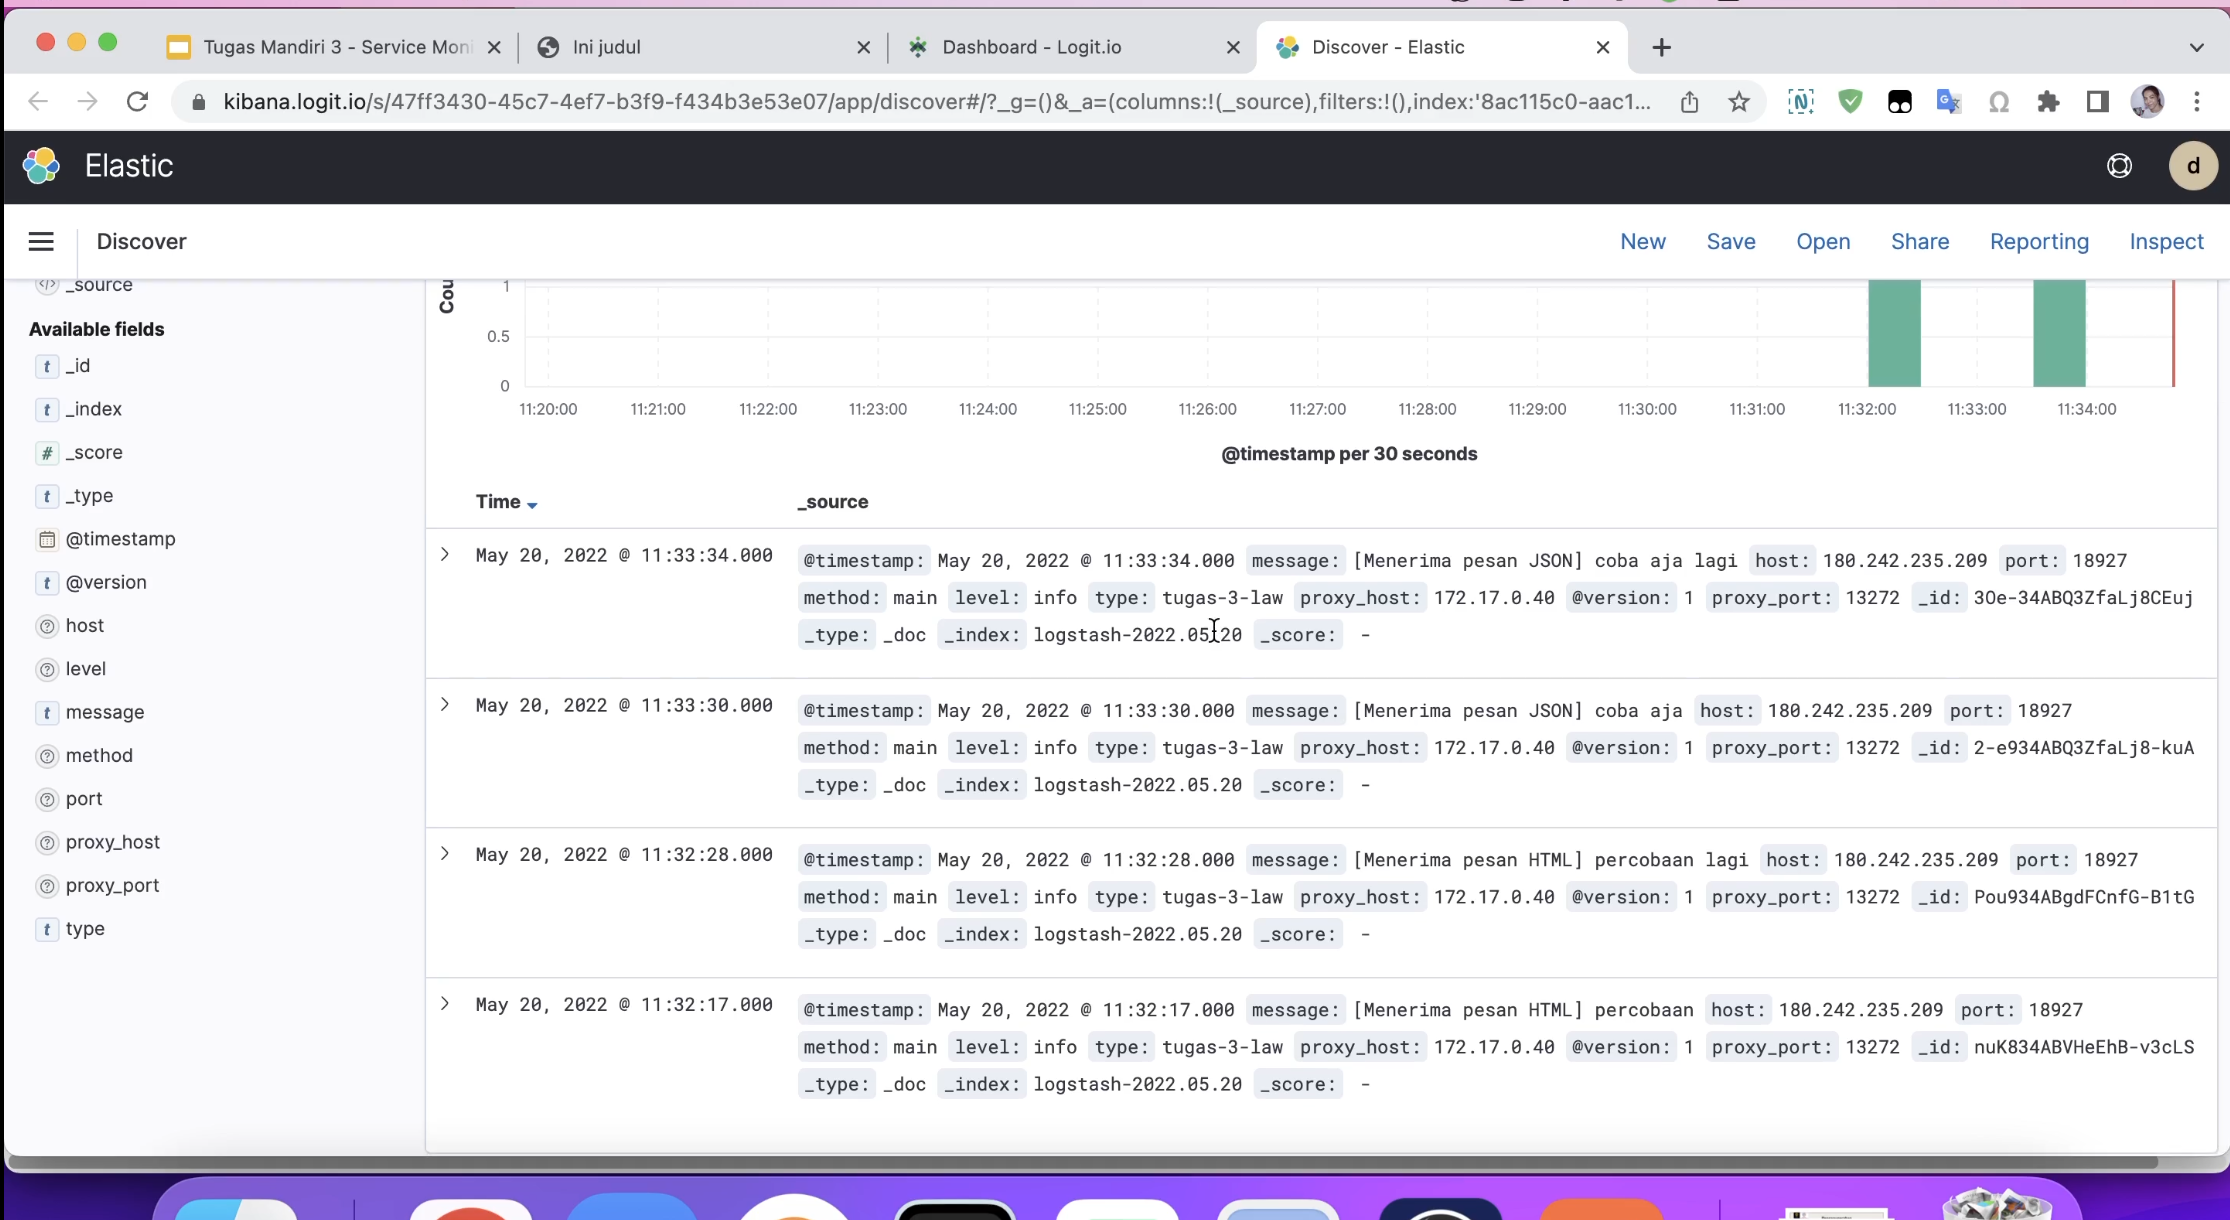 Tugas Mandiri 3 - Service Moni
Ini judul
Dashboard - Logit.io
Discover - Elastic
kibana.logit.io/s/47ff3430-45c7-4ef7-b3f9-f434b3e53e07/app/discover#/?_g=()&_a=(columns:!(_source),filters:!(),index:'8ac115c0-aac1...
Elastic
d
Discover
New Save Open Share Reporting Inspect
_source
Available fields
_id
_index
_score
_type
@timestamp
@version
host
level
message
method
port
proxy_host
proxy_port
type
Cou
1
0.5
0
11:20:00 11:21:00 11:22:00 11:23:00 11:24:00 11:25:00 11:26:00 11:27:00 11:28:00 11:29:00 11:30:00 11:31:00 11:32:00 11:33:00 11:34:00
@timestamp per 30 seconds
Time _source
May 20, 2022 @ 11:33:34.000 @timestamp: May 20, 2022 @ 11:33:34.000 message: [Menerima pesan JSON] coba aja lagi host: 180.242.235.209 port: 18927
method: main level: info type: tugas-3-law proxy_host: 172.17.0.40 @version: 1 proxy_port: 13272 _id: 3Oe-34ABQ3ZfaLj8CEuj
_type: _doc _index: logstash-2022.05.20 _score: -
May 20, 2022 @ 11:33:30.000 @timestamp: May 20, 2022 @ 11:33:30.000 message: [Menerima pesan JSON] coba aja host: 180.242.235.209 port: 18927
method: main level: info type: tugas-3-law proxy_host: 172.17.0.40 @version: 1 proxy_port: 13272 _id: 2-e934ABQ3ZfaLj8-kuA
_type: _doc _index: logstash-2022.05.20 _score: -
May 20, 2022 @ 11:32:28.000 @timestamp: May 20, 2022 @ 11:32:28.000 message: [Menerima pesan HTML] percobaan lagi host: 180.242.235.209 port: 18927
method: main level: info type: tugas-3-law proxy_host: 172.17.0.40 @version: 1 proxy_port: 13272 _id: Pou934ABgdFCnfG-B1tG
_type: _doc _index: logstash-2022.05.20 _score: -
May 20, 2022 @ 11:32:17.000 @timestamp: May 20, 2022 @ 11:32:17.000 message: [Menerima pesan HTML] percobaan host: 180.242.235.209 port: 18927
method: main level: info type: tugas-3-law proxy_host: 172.17.0.40 @version: 1 proxy_port: 13272 _id: nuK834ABVHeEhB-v3cLS
_type: _doc _index: logstash-2022.05.20 _score: -